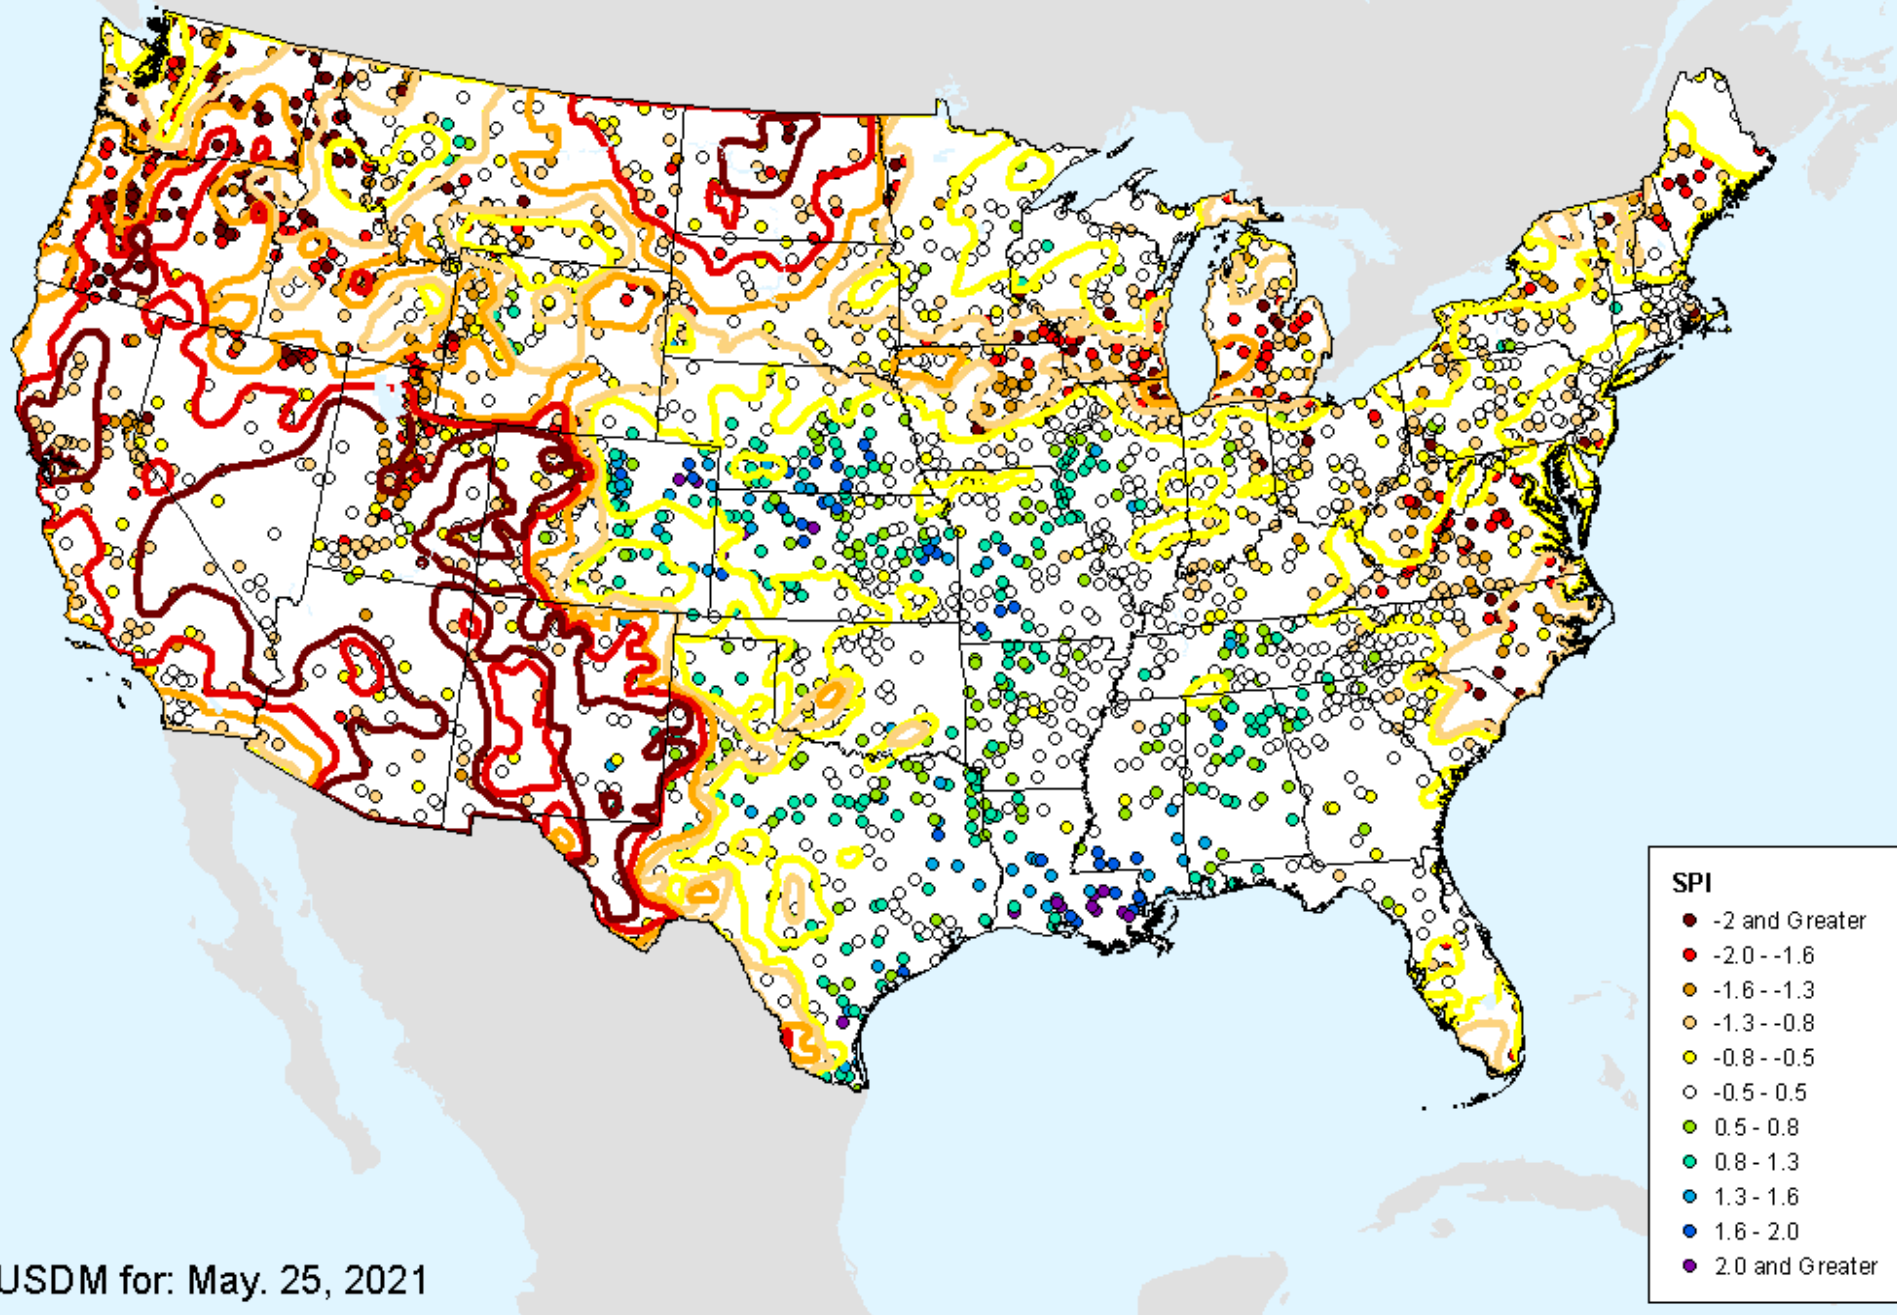 SPI
-2 and Greater
-2.0 - -1.6
-1.6 - -1.3
-1.3 - -0.8
-0.8 - -0.5
-0.5 - 0.5
0.5 - 0.8
0.8 - 1.3
1.3 - 1.6
1.6 - 2.0
2.0 and Greater
USDM for: May. 25, 2021